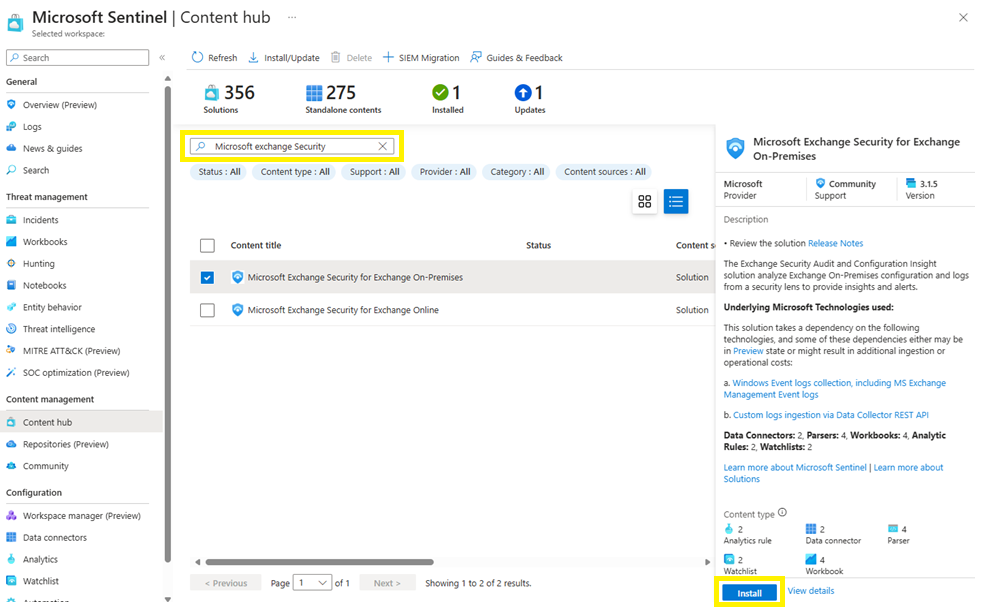 Microsoft Sentinel | Content hub ...
Selected workspace:
Search
«
General
Overview (Preview)
Logs
News & guides
Search
Threat management
Incidents
Workbooks
Hunting
Notebooks
Entity behavior
Threat intelligence
MITRE ATT&CK (Preview)
SOC optimization (Preview)
Content management
Content hub
Repositories (Preview)
Community
Configuration
Workspace manager (Preview)
Data connectors
Analytics
Watchlist
Automation
Refresh Install/Update Delete SIEM Migration Guides & Feedback
356 275 1 1
Solutions Standalone contents Installed Updates
Microsoft exchange Security
Status : All Content type : All Support : All Provider : All Category : All Content sources : All
Content title Status Content s
Microsoft Exchange Security for Exchange On-Premises Solution
Microsoft Exchange Security for Exchange Online Solution
< Previous Page 1 of 1 Next > Showing 1 to 2 of 2 results.
Microsoft Exchange Security for Exchange
On-Premises
Microsoft Community 3.1.5
Provider Support Version
Description
• Review the solution Release Notes
The Exchange Security Audit and Configuration Insight
solution analyze Exchange On-Premises configuration and logs
from a security lens to provide insights and alerts.
Underlying Microsoft Technologies used:
This solution takes a dependency on the following
technologies, and some of these dependencies either may be
in Preview state or might result in additional ingestion or
operational costs:
a. Windows Event logs collection, including MS Exchange
Management Event logs
b. Custom logs ingestion via Data Collector REST API
Data Connectors: 2, Parsers: 4, Workbooks: 4, Analytic
Rules: 2, Watchlists: 2
Learn more about Microsoft Sentinel | Learn more about
Solutions
Content type
2 2 4
Analytics rule Data connector Parser
2 4
Watchlist Workbook
Install View details